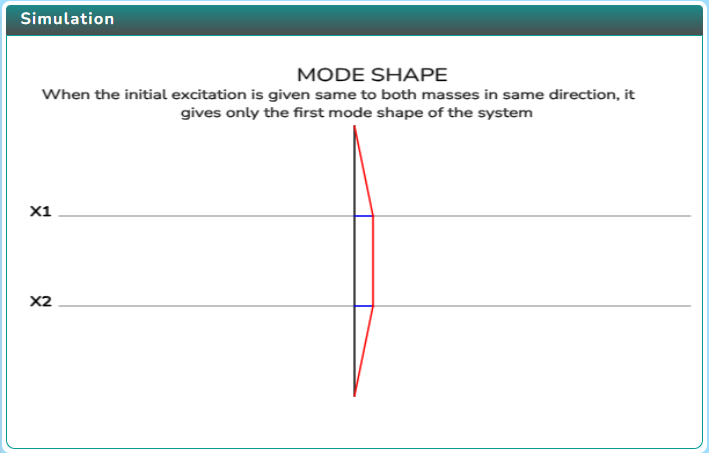 Simulation
MODE SHAPE
When the initial excitation is given same to both masses in same direction, it
gives only the first mode shape of the system
X1
X2